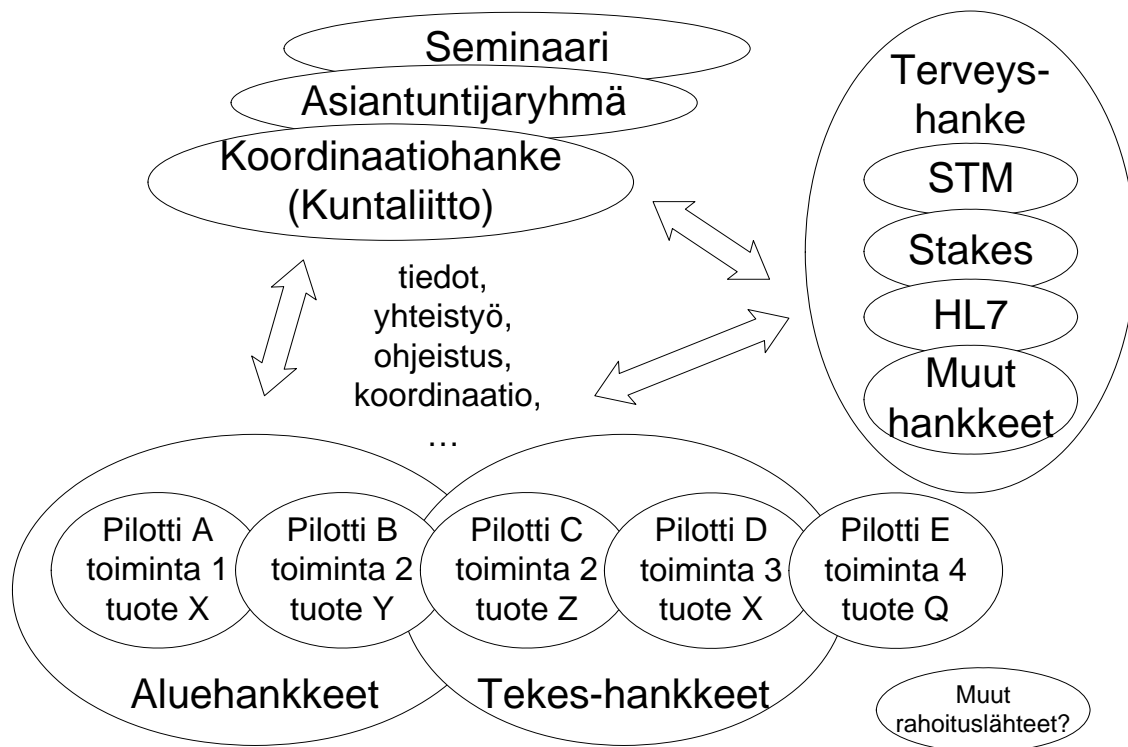 Seminaari
Asiantuntijaryhmä
Koordinaatiohanke
(Kuntaliitto)
Terveys-
hanke
STM
Stakes
HL7
Muut
hankkeet
tiedot,
yhteistyö,
ohjeistus,
koordinaatio,
…
Pilotti A
toiminta 1
tuote X
Pilotti B
toiminta 2
tuote Y
Pilotti C
toiminta 2
tuote Z
Pilotti D
toiminta 3
tuote X
Pilotti E
toiminta 4
tuote Q
Aluehankkeet
Tekes-hankkeet
Muut
rahoituslähteet?